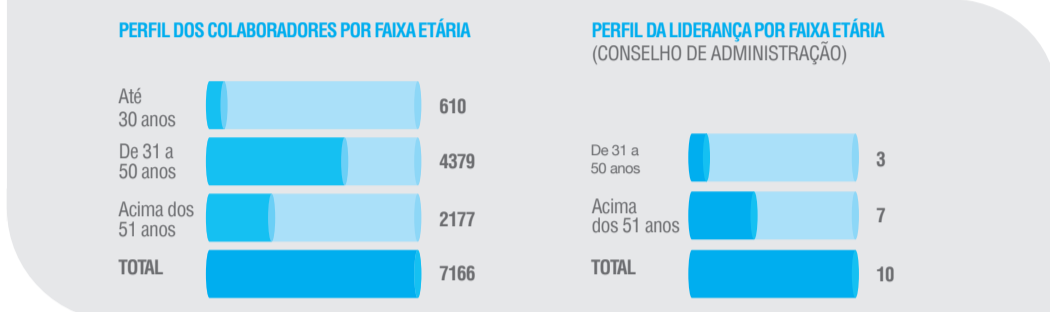 PERFIL DOS COLABORADORES POR FAIXA ETÁRIA
Até
30 anos
610
De 31 a
50 anos
4379
Acima dos
51 anos
2177
TOTAL
7166
PERFIL DA LIDERANÇA POR FAIXA ETÁRIA
(CONSELHO DE ADMINISTRAÇÃO)
De 31 a
50 anos
3
Acima
dos 51 anos
7
TOTAL
10